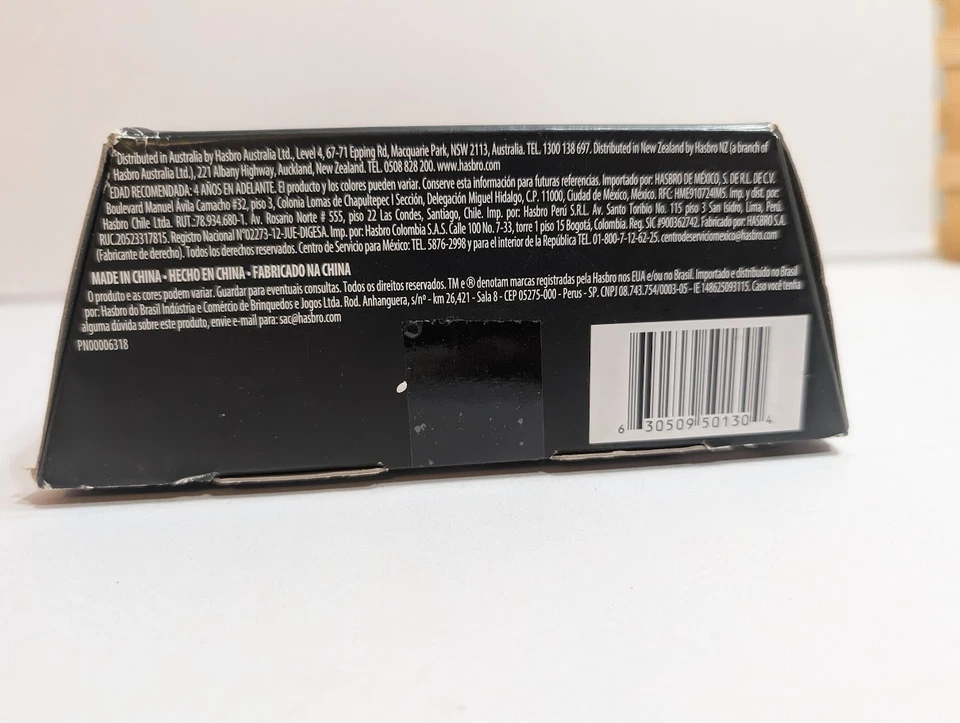 Distributed in Australia by Hasbro Australia Ltd., Level 4, 67-71 Epping Rd, Macquarie Park, NSW 2113, Australia. TEL. 1300 138 697. Distributed in New Zealand by Hasbro NZ (a branch of
Hasbro Australia Ltd.), 221 Albany Highway, Auckland, New Zealand. TEL. 0508 828 200. www.hasbro.com
EDAD RECOMENDADA: 4 AÑOS EN ADELANTE. El producto y los colores pueden variar. Conserve esta información para futuras referencias. Importado por: HASBRO DE MÉXICO, S. DE R.L. DE C.V.
Boulevard Manuel Ávila Camacho #32, piso 3, Colonia Lomas de Chapultepec I Sección, Delegación Miguel Hidalgo, C.P. 11000, Ciudad de México, México. RFC: HME910724IM5. Imp. y dist. por:
Hasbro Chile Ltda. RUT.:78.934.680-1. Av. Rosario Norte # 555, piso 22 Las Condes, Santiago, Chile. Imp. por: Hasbro Perú S.R.L. Av. Santo Toribio No. 115 piso 3 San Isidro, Lima, Perú.
RUC.20523317815. Registro Nacional N°02273-12-JUE-DIGESA. Imp. por: Hasbro Colombia S.A.S. Calle 100 No. 7-33, torre 1 piso 15 Bogotá, Colombia. Reg. SIC #900362742. Fabricado por: HASBRO S.A.
(Fabricante de derecho). Todos los derechos reservados. Centro de Servicio para México: TEL. 5876-2998 y para el interior de la República TEL. 01-800-7-12-62-25. centrodeserviciomexico@hasbro.com
MADE IN CHINA • HECHO EN CHINA • FABRICADO NA CHINA
O produto e as cores podem variar. Guardar para eventuais consultas. Todos os direitos reservados. TM e ® denotam marcas registradas pela Hasbro nos EUA e/ou no Brasil. Importado e distribuído no Brasil
por: Hasbro do Brasil Indústria e Comércio de Brinquedos e Jogos Ltda. Rod. Anhanguera, s/nº - km 26,421 - Sala 8 - CEP 05275-000 - Perus - SP. CNPJ 08.743.754/0003-05 - IE 148625093115. Caso você tenha
alguma dúvida sobre este produto, envie e-mail para: sac@hasbro.com
PN00006318
6 30509 50130 4